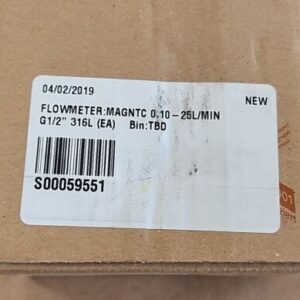 04/02/2019
NEW
FLOWMETER:MAGNTC 0.10-25L/MIN
G1/2" 316L (EA) Bin:TBD
S00059551